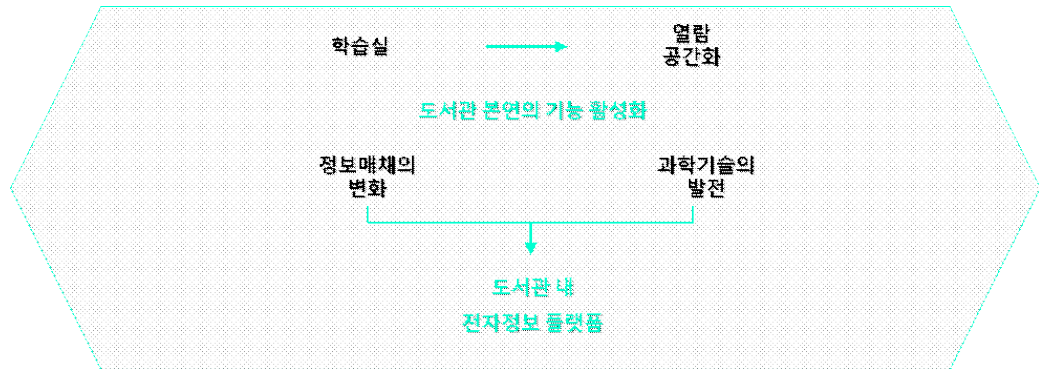 학습실
열람
공간화
도서관 본연의 기능 활성화
정보매채의
변화
과학기술의
발전
도서관 내
전자정보 플랫폼